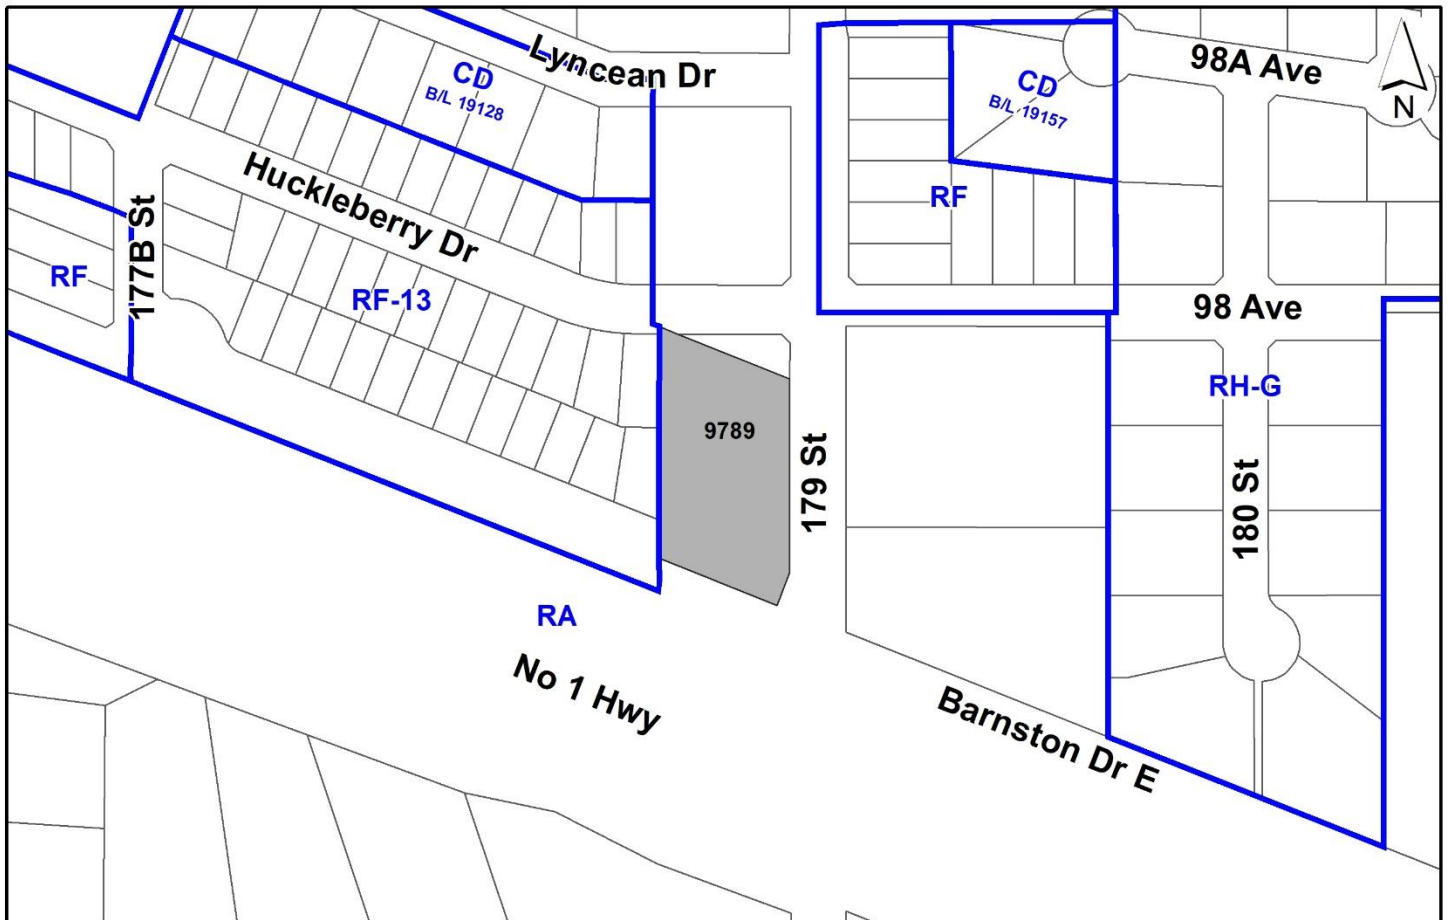 Lyncean Dr
98A Ave
CD
B/L 19128
CD
B/L 19157
N
Huckleberry Dr
RF
177B St
RF
RF-13
98 Ave
RH-G
9789
179 St
180 St
RA
No 1 Hwy
Barnston Dr E